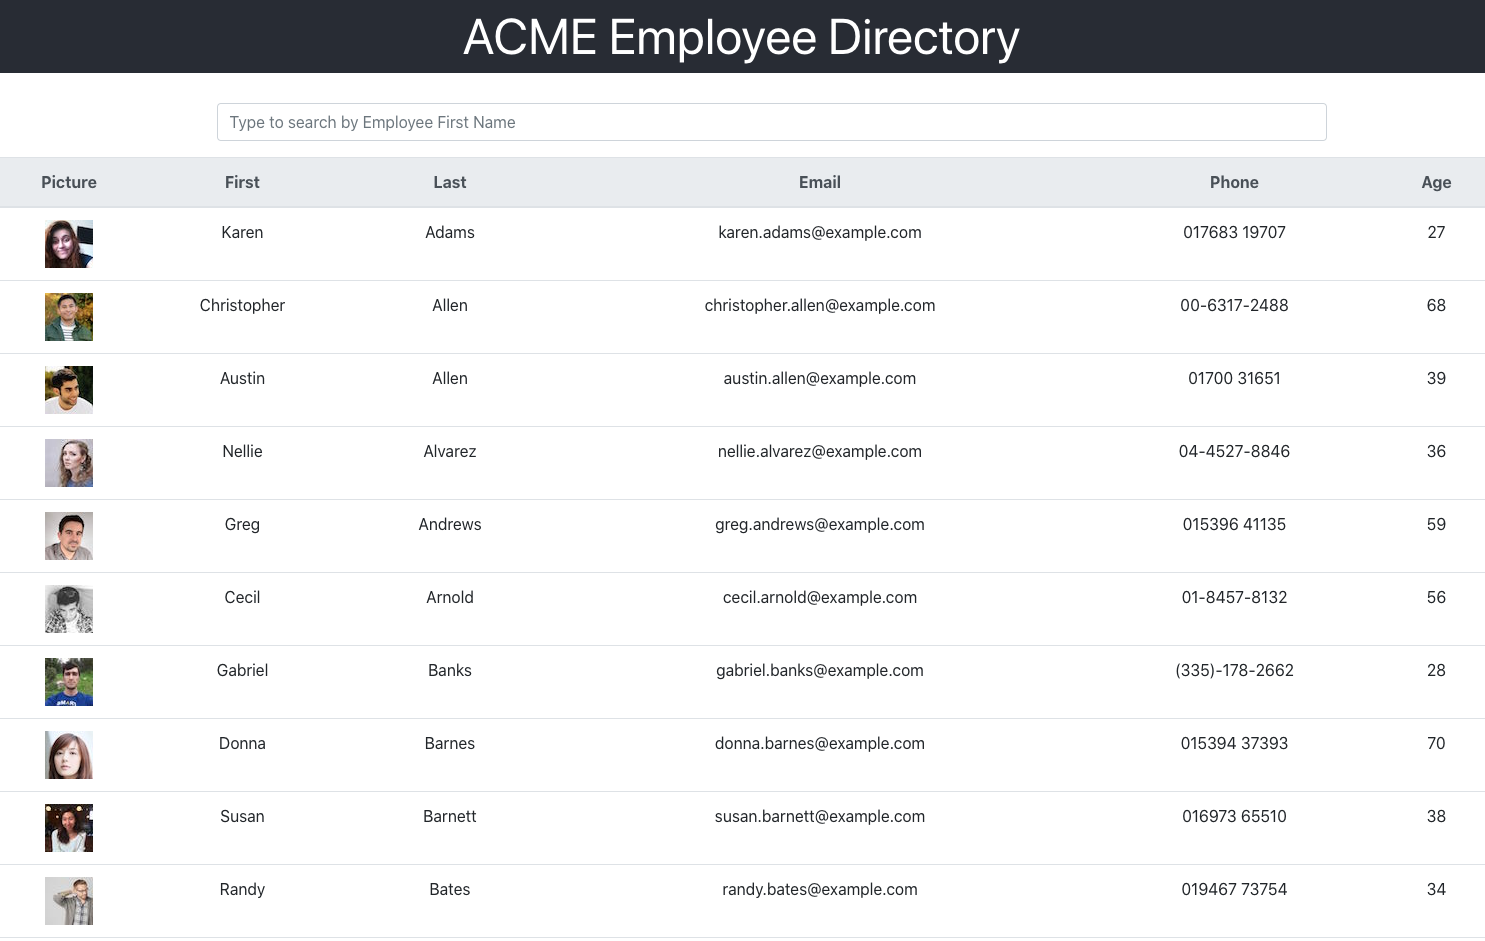 ACME Employee Directory
Type to search by Employee First Name
Picture First Last Email Phone Age
Karen Adams karen.adams@example.com 017683 19707 27
Christopher Allen christopher.allen@example.com 00-6317-2488 68
Austin Allen austin.allen@example.com 01700 31651 39
Nellie Alvarez nellie.alvarez@example.com 04-4527-8846 36
Greg Andrews greg.andrews@example.com 015396 41135 59
Cecil Arnold cecil.arnold@example.com 01-8457-8132 56
Gabriel Banks gabriel.banks@example.com (335)-178-2662 28
Donna Barnes donna.barnes@example.com 015394 37393 70
Susan Barnett susan.barnett@example.com 016973 65510 38
Randy Bates randy.bates@example.com 019467 73754 34